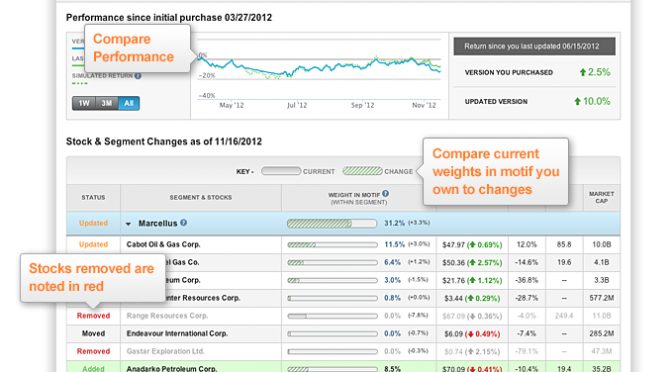 Performance since initial purchase 03/27/2012
Compare
Performance
SIMULATED RETURN ?
1W 3M All
0%
-20%
-40%
May '12 Jul '12 Sep '12 Nov '12
Return since you last updated 06/15/2012
VERSION YOU PURCHASED 2.5%
UPDATED VERSION 10.0%
Stock & Segment Changes as of 11/16/2012
KEY - CURRENT CHANGE
Compare current
weights in motif you
own to changes
STATUS SEGMENT & STOCKS WEIGHT IN MOTIF ? (WITHIN SEGMENT) MARKET CAP
Updated Marcellus ? 31.2% (+3.3%)
Updated Cabot Oil & Gas Corp. 11.5% (+3.0%) $47.97 (0.69%) 12.0% 85.8 10.0B
Stocks removed are
noted in red
Gas Co. 6.4% (+1.2%) $50.36 (2.57%) -14.6% 19.6 4.1B
Corp. 3.0% (-1.5%) $21.76 (1.12%) -36.8% -- 3.3B
Resources Corp. 0.8% (+0.0%) $3.44 (0.29%) -28.7% -- 577.2M
Removed Range Resources Corp. 0.0% (-7.6%) $67.09 (0.36%) -4.0% 249.4 11.0B
Moved Endeavour International Corp. 0.0% (-0.7%) $6.09 (0.49%) -7.4% -- 285.2M
Removed Gastar Exploration Ltd. 0.0% (-0.3%) $0.74 (2.15%) -79.1% -- 47.3M
Added Anadarko Petroleum Corp. 8.5% $70.09 (0.41%) -10.4% 19.4 35.2B